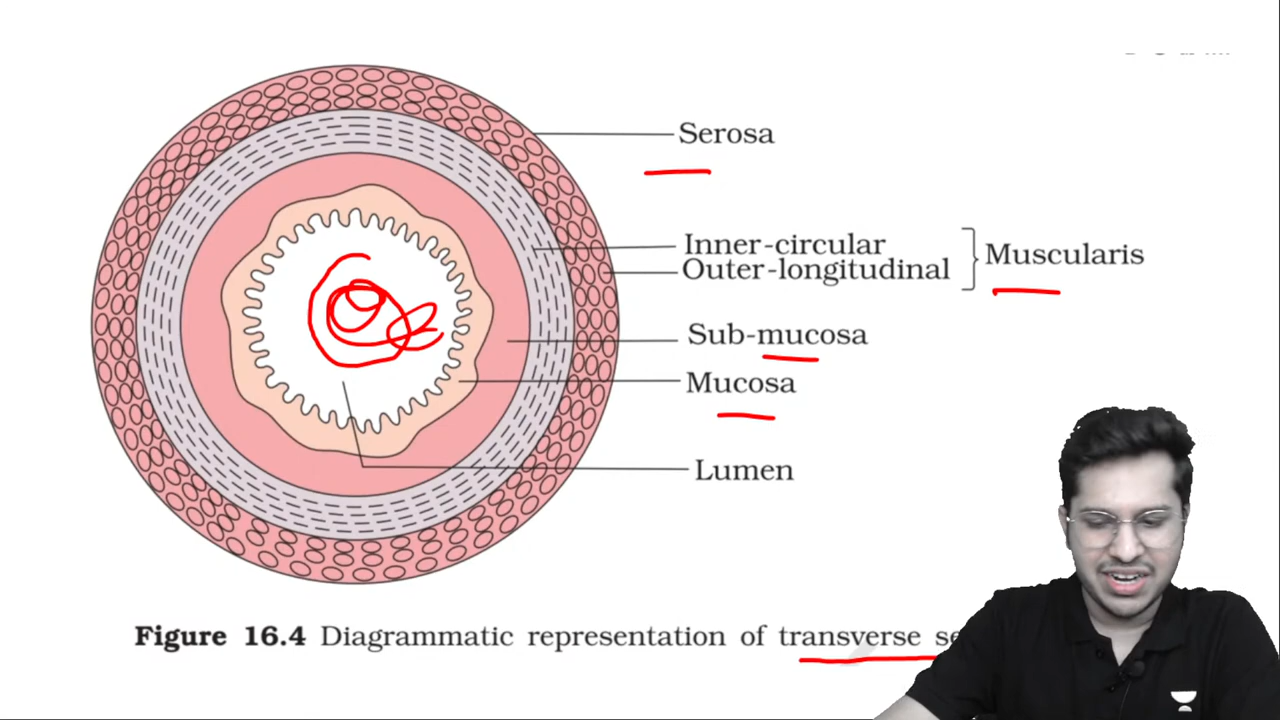 Serosa
Inner-circular
Outer-longitudinal
Muscularis
Sub-mucosa
Mucosa
Lumen
Figure 16.4 Diagrammatic representation of transverse